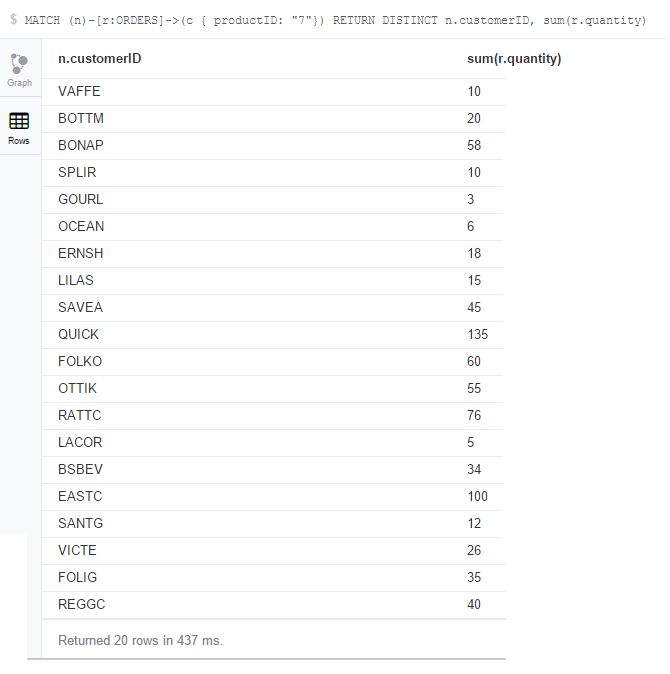 $ MATCH (n)-[r:ORDERS]->(c { productID: "7"}) RETURN DISTINCT n.customerID, sum(r.quantity)
n.customerID sum(r.quantity)
Graph
VAFFE 10
BOTTM 20
Rows
BONAP 58
SPLIR 10
GOURL 3
OCEAN 6
ERNSH 18
LILAS 15
SAVEA 45
QUICK 135
FOLKO 60
OTTIK 55
RATTC 76
LACOR 5
BSBEV 34
EASTC 100
SANTG 12
VICTE 26
FOLIG 35
REGGC 40
Returned 20 rows in 437 ms.